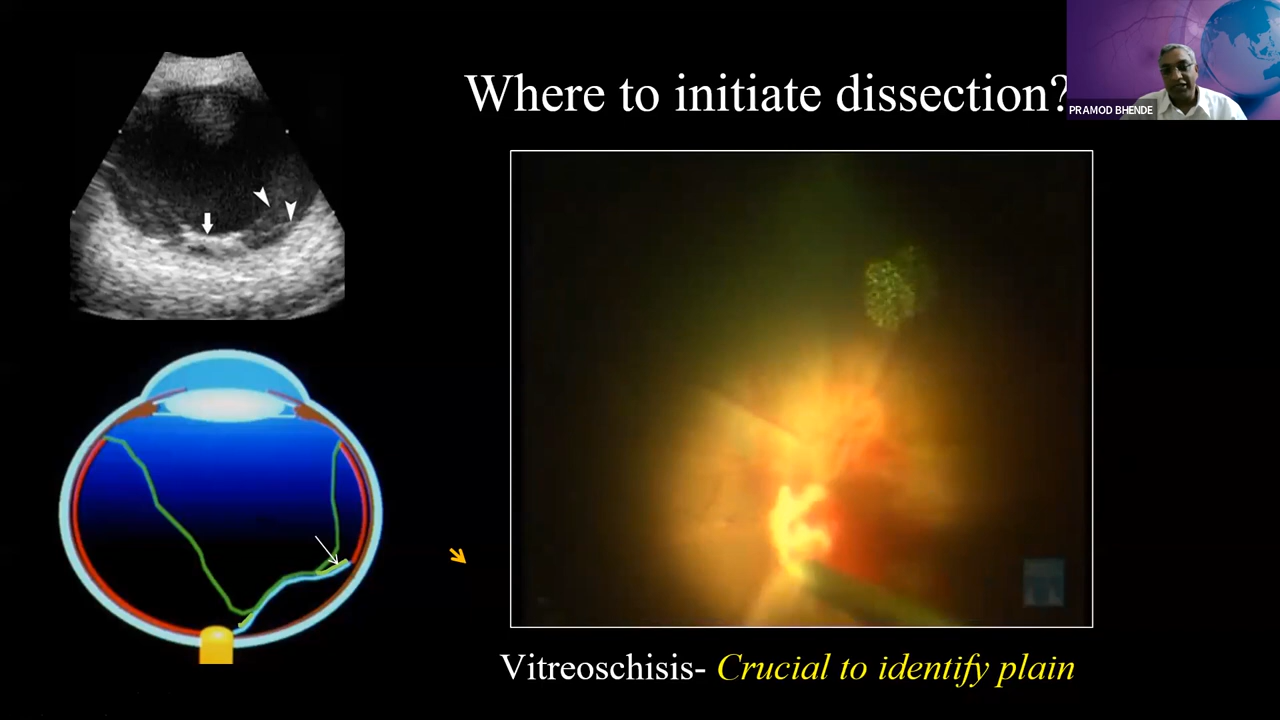 Where to initiate dissection?
PRAMOD BHENDE
Vitreoschisis- Crucial to identify plain